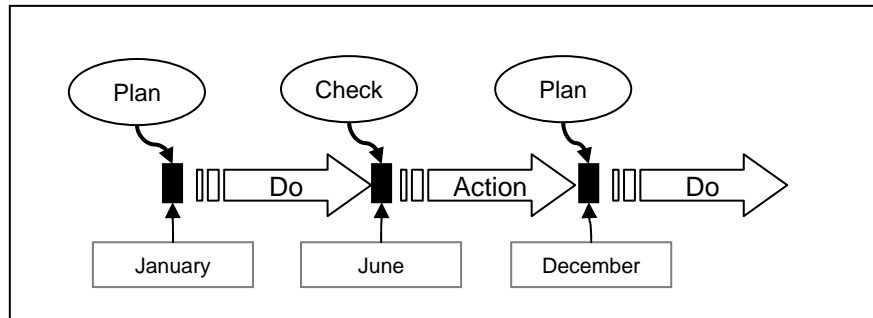 Plan
Check
Plan
Do
Action
Do
January
June
December